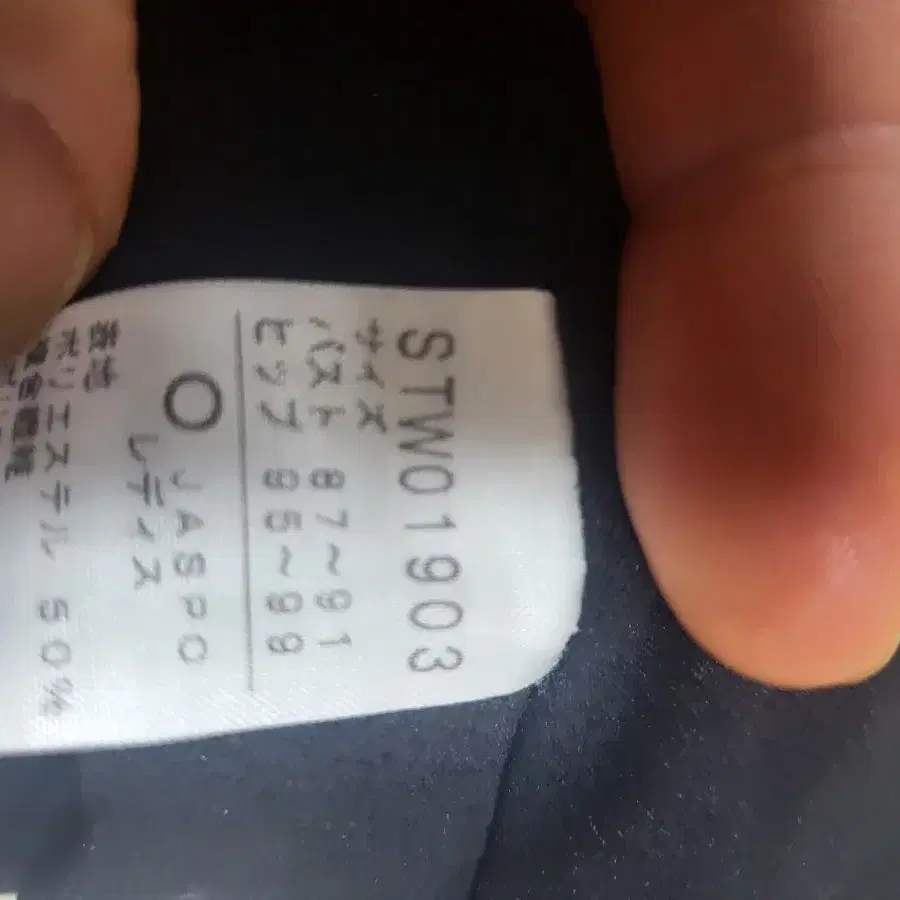 STW01903
サイズ
バスト 87~91
ヒップ 95~99
O JASPO
レディス
表地
ポリエステル 50%